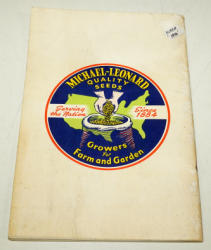 MICHAEL-LEONARD
QUALITY
SEEDS
Serving
the Nation
Since
1884
Growers
for
Farm and Garden